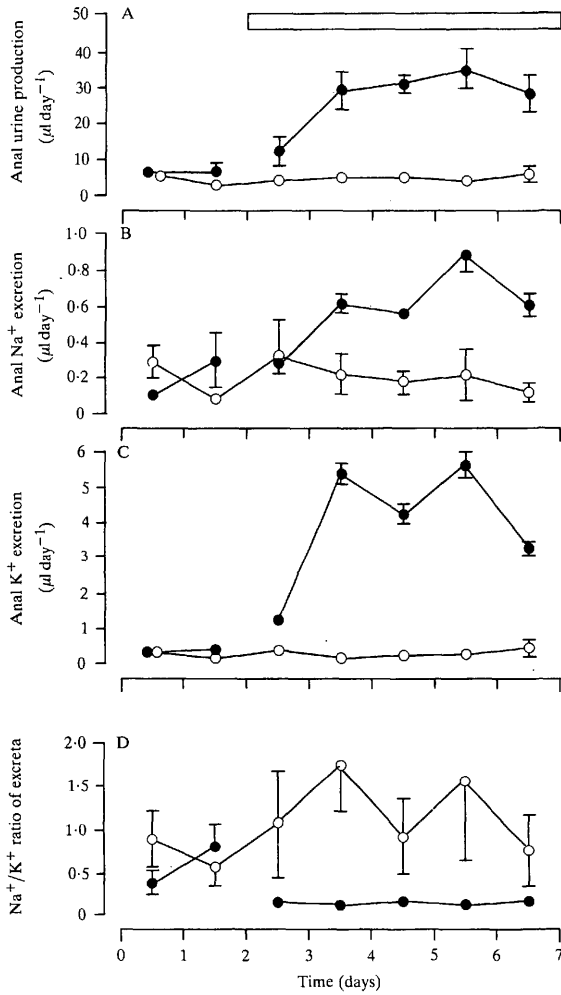 A
50
40
30
20
10
0
Anal urine production
(µl day⁻¹)
B
1·0
0·8
0·6
0·4
0·2
0
Anal Na⁺ excretion
(µl day⁻¹)
C
6
5
4
3
2
1
0
Anal K⁺ excretion
(µl day⁻¹)
D
2·0
1·5
1·0
0·5
0
Na⁺/K⁺ ratio of excreta
0 1 2 3 4 5 6 7
Time (days)